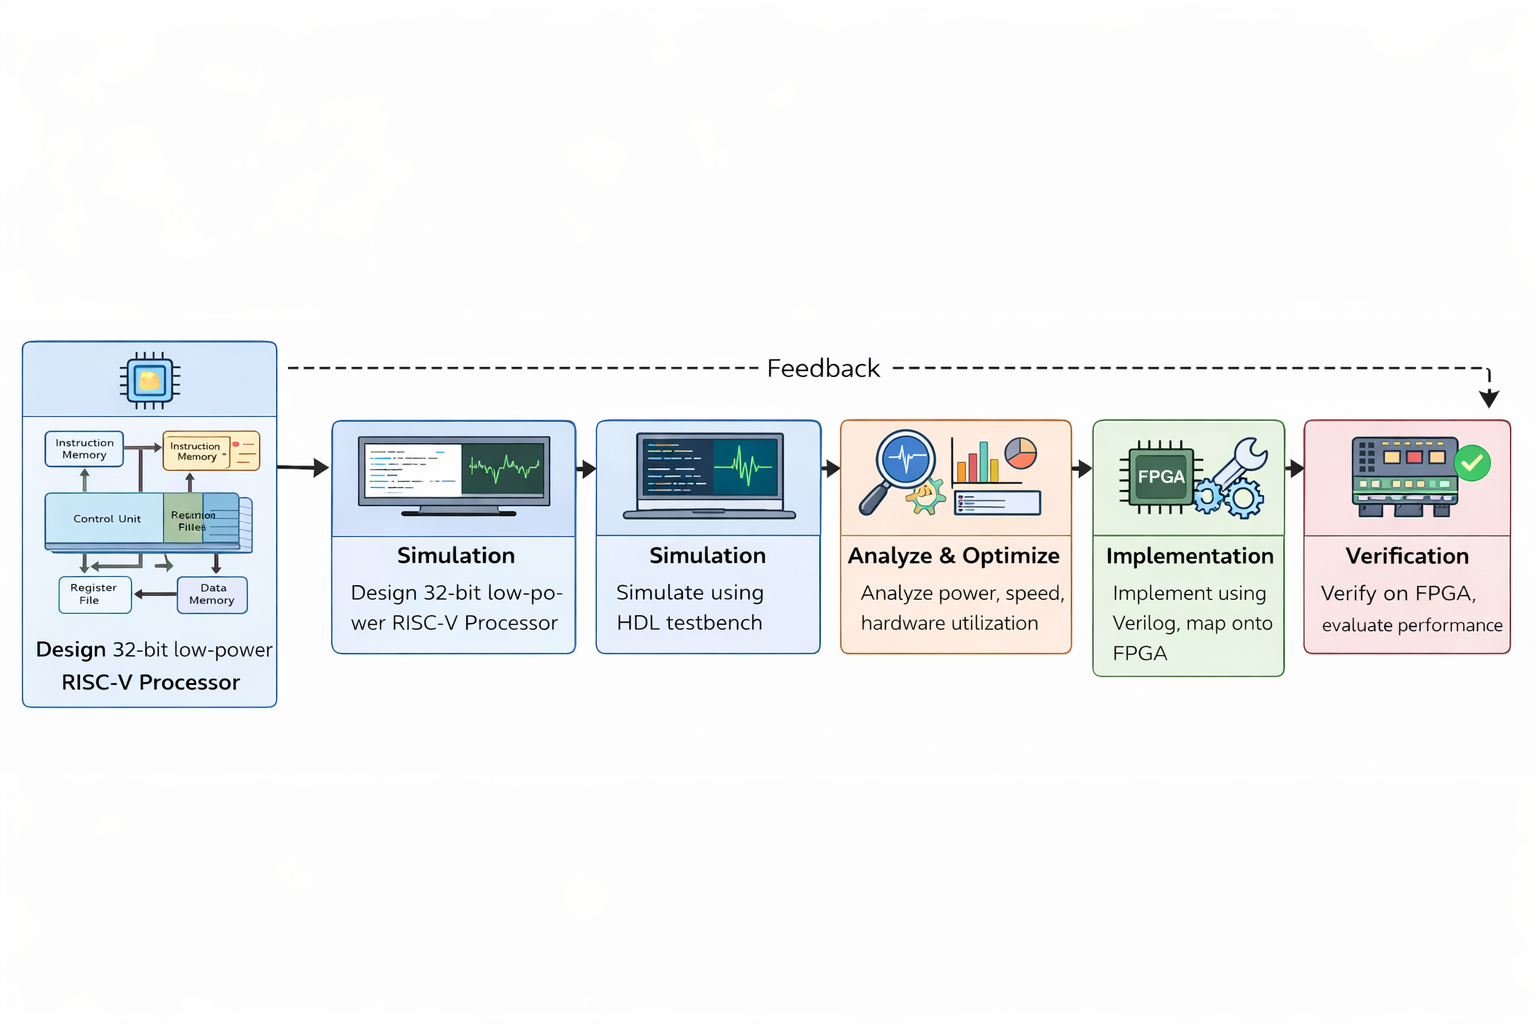 Feedback
Instruction
Memory
Instruction
Memory
Control Unit
Files
Register
File
Data
Memory
Design 32-bit low-power
RISC-V Processor
Simulation
Design 32-bit low-po-
wer RISC-V Processor
Simulation
Simulate using
HDL testbench
Analyze & Optimize
Analyze power, speed,
hardware utilization
FPGA
Implementation
Implement using
Verilog, map onto
FPGA
Verification
Verify on FPGA,
evaluate performance